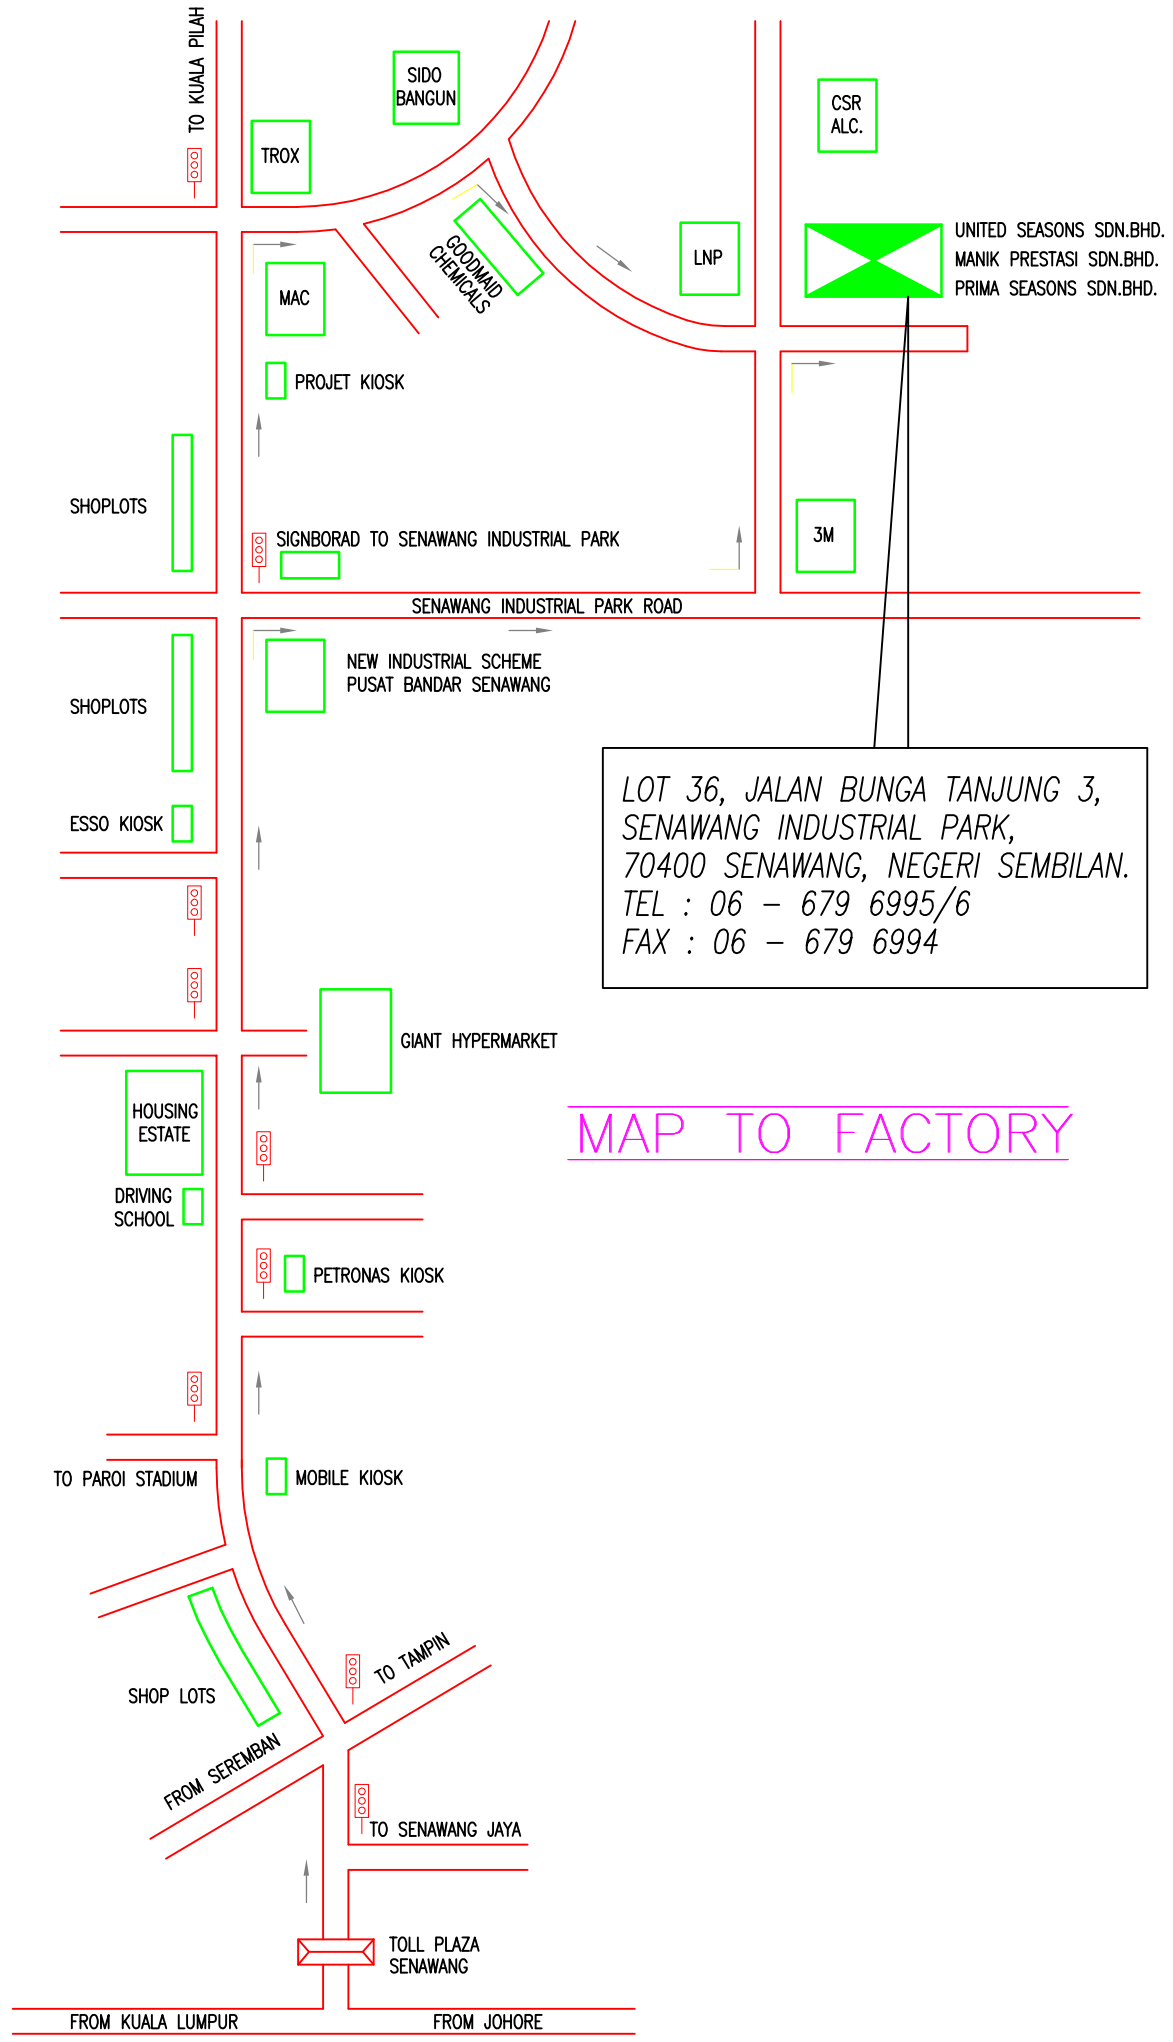 TO KUALA PILAH
SIDO
BANGUN
CSR
ALC.
TROX
GOODMAID
CHEMICALS
LNP
UNITED SEASONS SDN.BHD.
MANIK PRESTASI SDN.BHD.
PRIMA SEASONS SDN.BHD.
MAC
PROJET KIOSK
SHOPLOTS
3M
SIGNBORAD TO SENAWANG INDUSTRIAL PARK
SENAWANG INDUSTRIAL PARK ROAD
NEW INDUSTRIAL SCHEME
PUSAT BANDAR SENAWANG
SHOPLOTS
ESSO KIOSK
LOT 36, JALAN BUNGA TANJUNG 3,
SENAWANG INDUSTRIAL PARK,
70400 SENAWANG, NEGERI SEMBILAN.
TEL : 06 - 679 6995/6
FAX : 06 - 679 6994
GIANT HYPERMARKET
HOUSING
ESTATE
MAP TO FACTORY
DRIVING
SCHOOL
PETRONAS KIOSK
TO PAROI STADIUM
MOBILE KIOSK
TO TAMPIN
SHOP LOTS
FROM SEREMBAN
TO SENAWANG JAYA
TOLL PLAZA
SENAWANG
FROM KUALA LUMPUR
FROM JOHORE